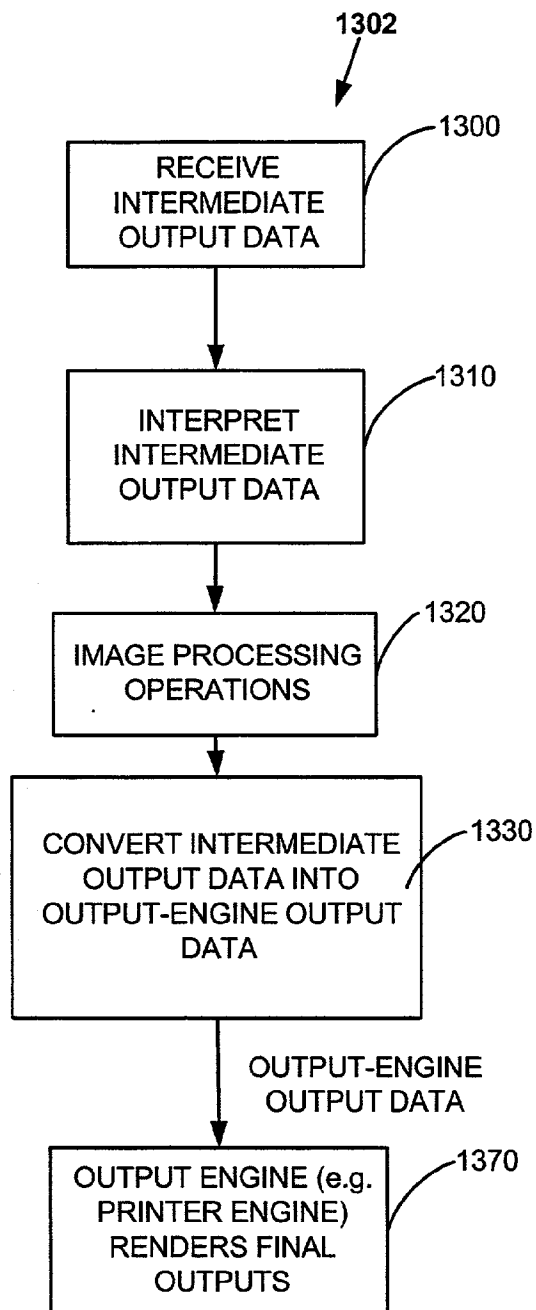 1302
1300
RECEIVE
INTERMEDIATE
OUTPUT DATA
1310
INTERPRET
INTERMEDIATE
OUTPUT DATA
1320
IMAGE PROCESSING
OPERATIONS
1330
CONVERT INTERMEDIATE
OUTPUT DATA INTO
OUTPUT-ENGINE OUTPUT
DATA
OUTPUT-ENGINE
OUTPUT DATA
1370
OUTPUT ENGINE (e.g.
PRINTER ENGINE)
RENDERS FINAL
OUTPUTS